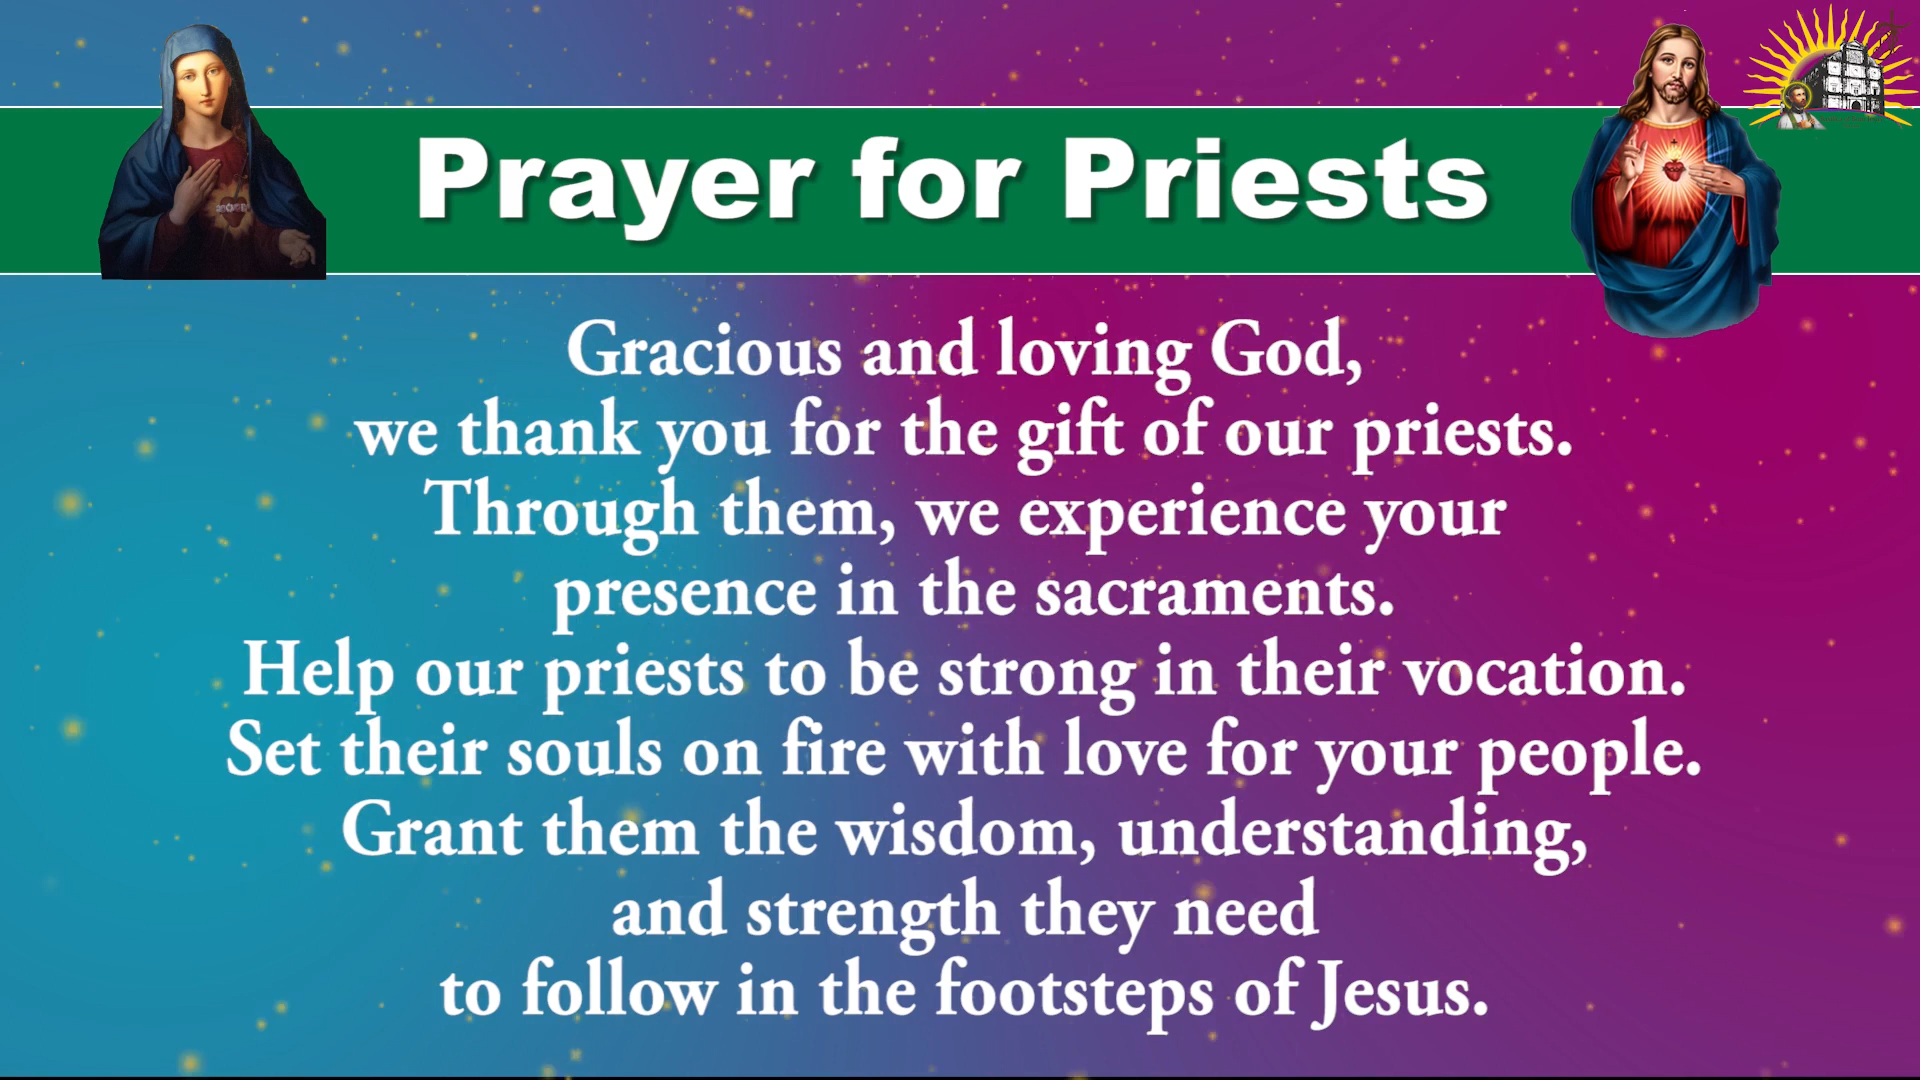 Prayer for Priests
Gracious and loving God,
we thank you for the gift of our priests.
Through them, we experience your
presence in the sacraments.
Help our priests to be strong in their vocation.
Set their souls on fire with love for your people.
Grant them the wisdom, understanding,
and strength they need
to follow in the footsteps of Jesus.